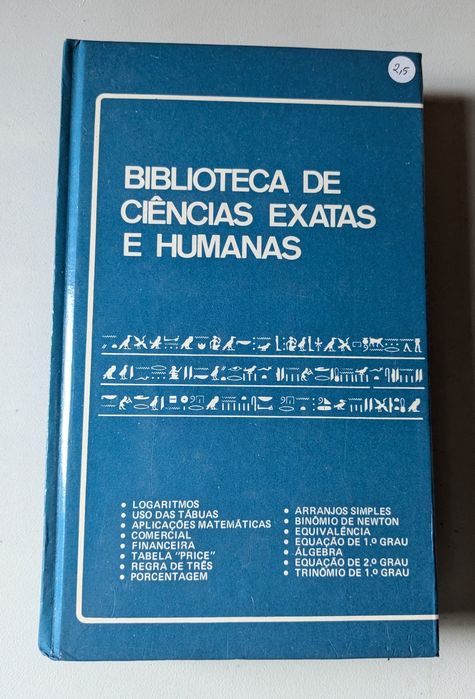 2,5
BIBLIOTECA DE
CIÊNCIAS EXATAS
E HUMANAS
• LOGARITMOS
• USO DAS TÁBUAS
• APLICAÇÕES MATEMÁTICAS
• COMERCIAL
• FINANCEIRA
• TABELA "PRICE"
• REGRA DE TRÊS
• PORCENTAGEM
• ARRANJOS SIMPLES
• BINÔMIO DE NEWTON
• EQUIVALÊNCIA
• EQUAÇÃO DE 1.º GRAU
• ÁLGEBRA
• EQUAÇÃO DE 2.º GRAU
• TRINÔMIO DE 1.º GRAU